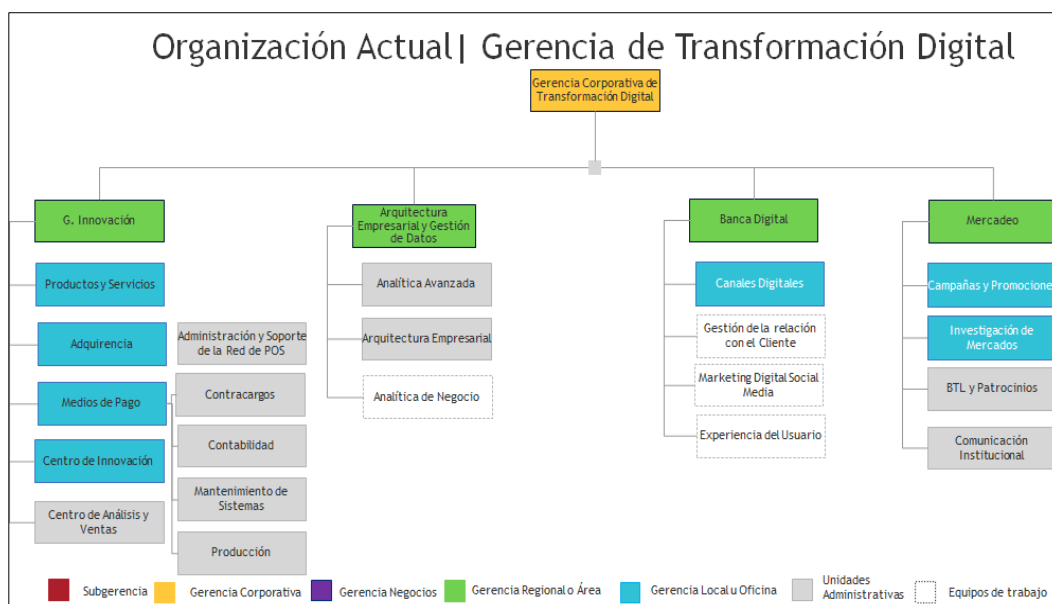 Organización Actual| Gerencia de Transformación Digital
Gerencia Corporativa de
Transformación Digital
G. Innovación
Productos y Servicios
Adquirencia
Administración y Soporte
de la Red de POS
Medios de Pago
Contracargos
Contabilidad
Centro de Innovación
Mantenimiento de
Sistemas
Centro de Análisis y
Ventas
Producción
Arquitectura
Empresarial y Gestión
de Datos
Analítica Avanzada
Arquitectura Empresarial
Analítica de Negocio
Banca Digital
Canales Digitales
Gestión de la relación
con el Cliente
Marketing Digital Social
Media
Experiencia del Usuario
Mercadeo
Campañas y Promocione
Investigación de
Mercados
BTL y Patrocinios
Comunicación
Institucional
Subgerencia
Gerencia Corporativa
Gerencia Negocios
Gerencia Regional o Área
Gerencia Local u Oficina
Unidades
Administrativas
Equipos de trabajo